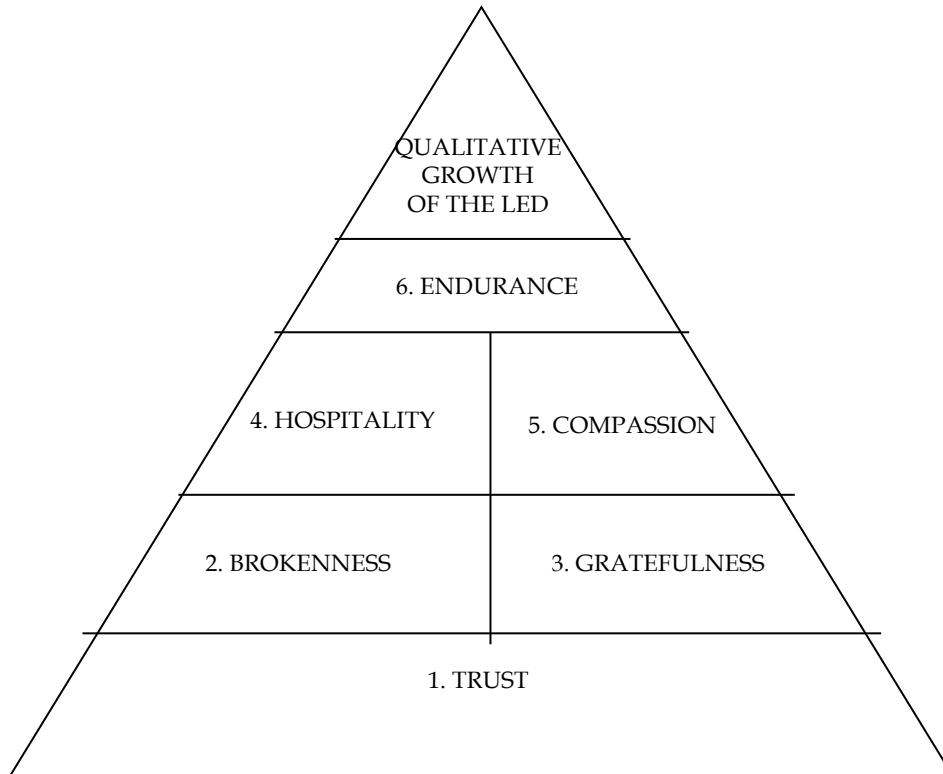 QUALITATIVE
GROWTH
OF THE LED
6. ENDURANCE
4. HOSPITALITY
5. COMPASSION
2. BROKENNESS
3. GRATEFULNESS
1. TRUST